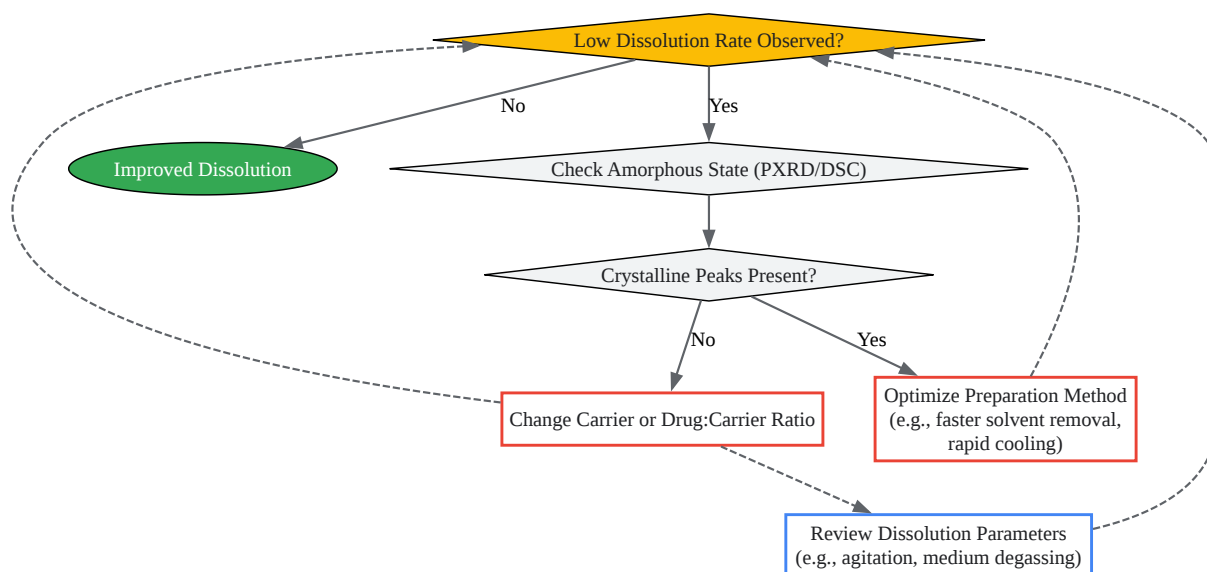 Low Dissolution Rate Observed?
No
Yes
Improved Dissolution
Check Amorphous State (PXRD/DSC)
Crystalline Peaks Present?
No
Yes
Change Carrier or Drug:Carrier Ratio
Optimize Preparation Method
(e.g., faster solvent removal,
rapid cooling)
Review Dissolution Parameters
(e.g., agitation, medium degassing)